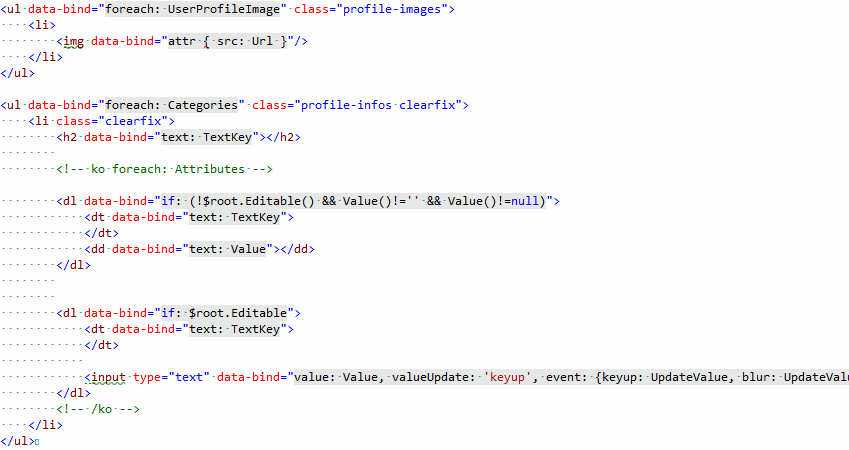 <ul data-bind="foreach: UserProfileImage" class="profile-images">
    <li>
        <img data-bind="attr { src: Url }"/>
    </li>
</ul>

<ul data-bind="foreach: Categories" class="profile-infos clearfix">
    <li class="clearfix">
        <h2 data-bind="text: TextKey"></h2>
        
        <!-- ko foreach: Attributes -->

        <dl data-bind="if: (!$root.Editable() && Value()!='' && Value()!=null)">
            <dt data-bind="text: TextKey">
            </dt>
            <dd data-bind="text: Value"></dd>
        </dl>
        
        
        <dl data-bind="if: $root.Editable">
            <dt data-bind="text: TextKey">
            </dt>
            
            <input type="text" data-bind="value: Value, valueUpdate: 'keyup', event: {keyup: UpdateValue, blur: UpdateValu
        </dl>
        <!-- /ko -->
    </li>
</ul>